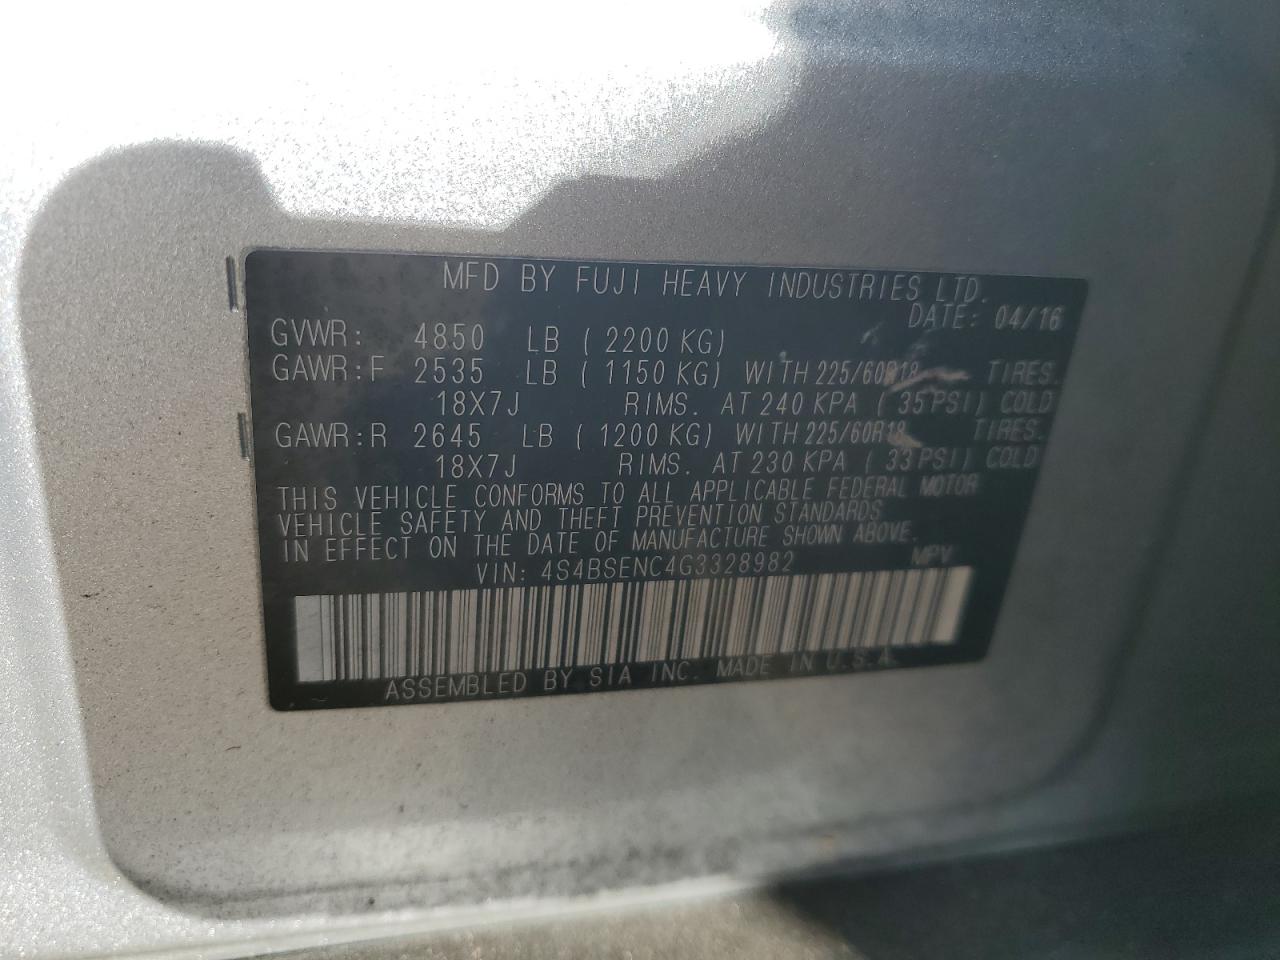 MFD BY FUJI HEAVY INDUSTRIES LTD.
DATE: 04/16
GVWR: 4850 LB ( 2200 KG)
GAWR: F 2535 LB ( 1150 KG) WITH 225/60R18 TIRES.
18X7J RIMS. AT 240 KPA ( 35 PSI) COLD
GAWR: R 2645 LB ( 1200 KG) WITH 225/60R18 TIRES.
18X7J RIMS. AT 230 KPA ( 33 PSI) COLD
THIS VEHICLE CONFORMS TO ALL APPLICABLE FEDERAL MOTOR
VEHICLE SAFETY AND THEFT PREVENTION STANDARDS
IN EFFECT ON THE DATE OF MANUFACTURE SHOWN ABOVE.
VIN: 4S4BSENC4G3328982 MPV
ASSEMBLED BY SIA INC. MADE IN U.S.A.